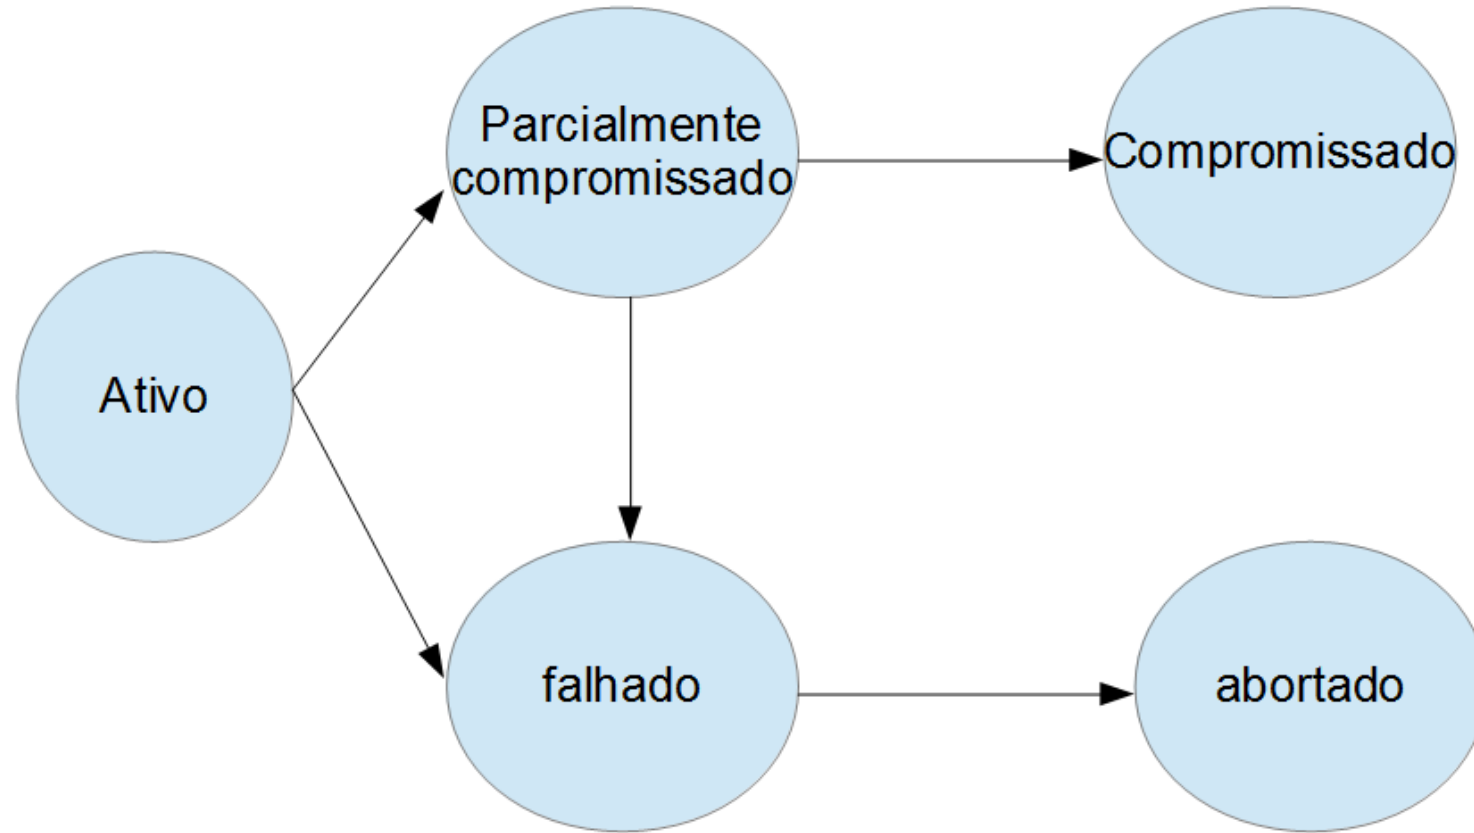 Parcialmente
compromissado
Compromissado
Ativo
falhado
abortado